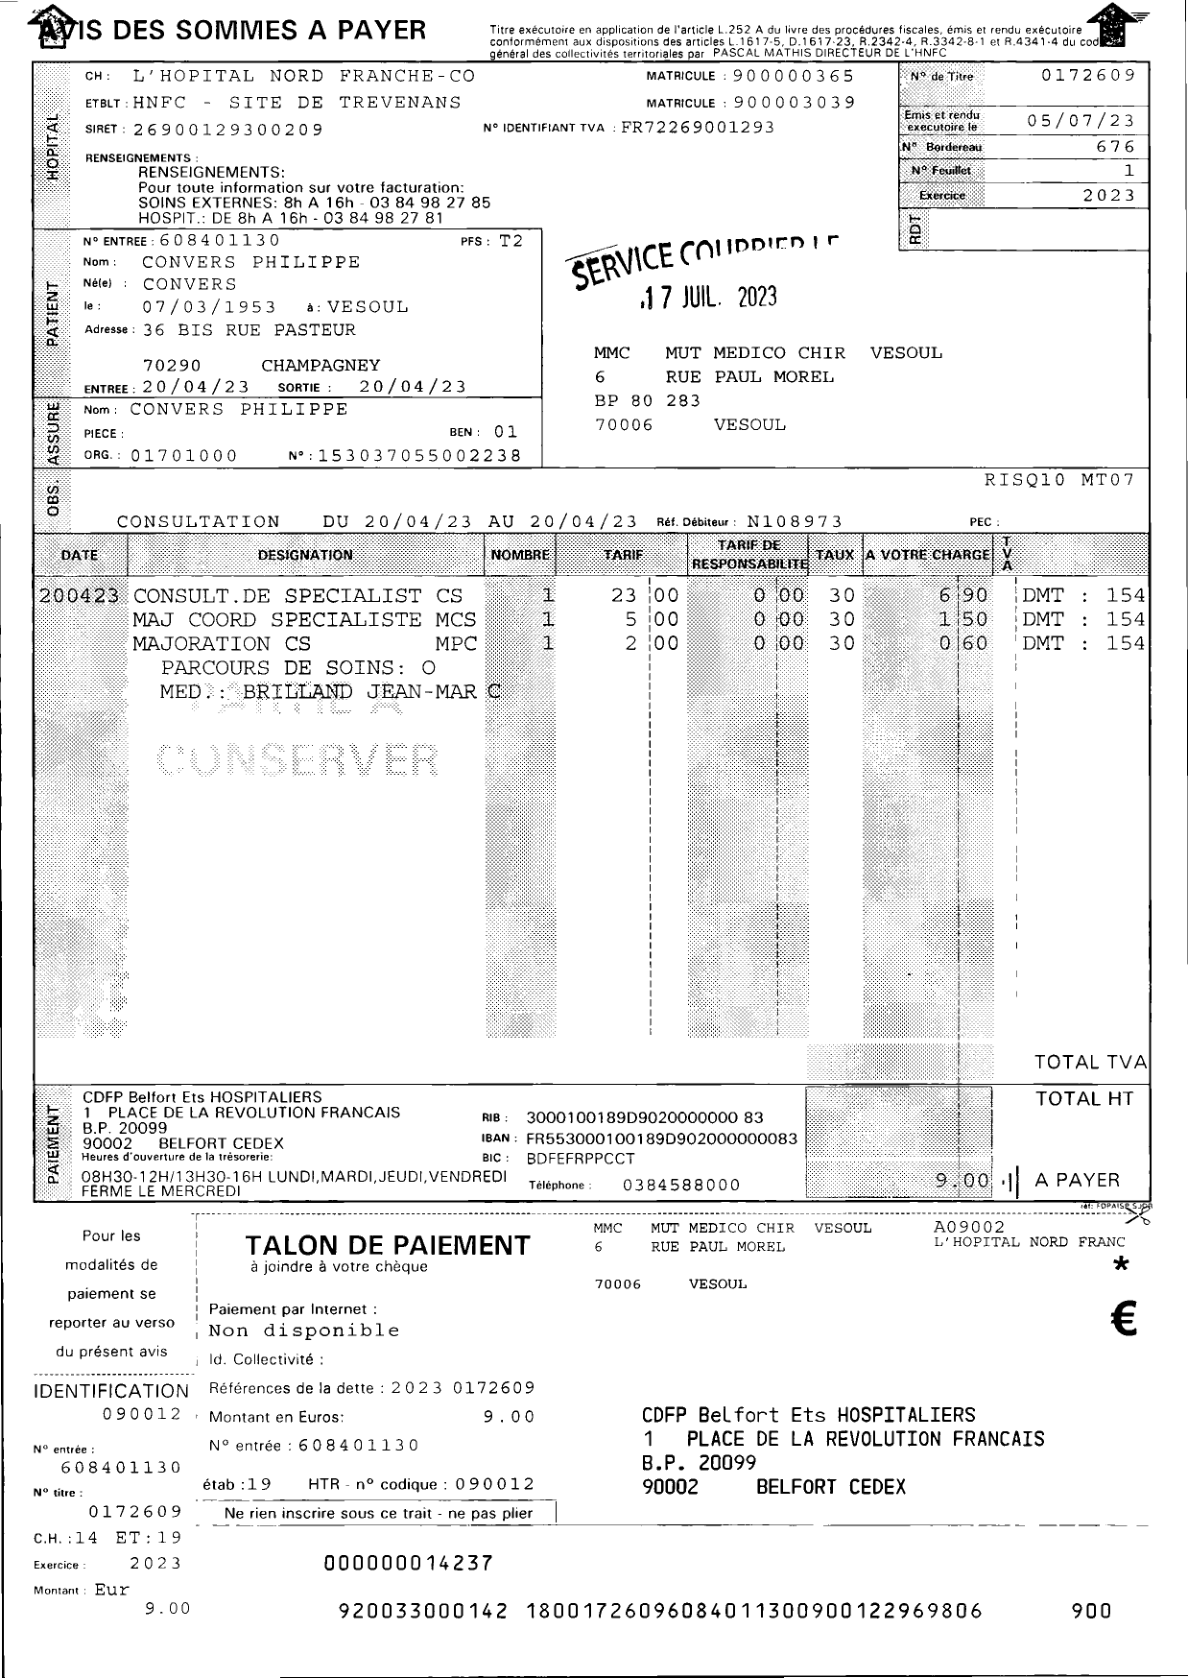 AVIS DES SOMMES A PAYER
Titre exécutoire en application de l'article L.252 A du livre des procédures fiscales, émis et rendu exécutoire
conformément aux dispositions des articles L.1617-5, D.1617-23, R.2342-4, R.3342-8-1 et R.4341-4 du cod
général des collectivités territoriales par PASCAL MATHIS DIRECTEUR DE L'HNFC
HOPITAL
CH : L'HOPITAL NORD FRANCHE-CO MATRICULE : 900000365
ETBLT : HNFC - SITE DE TREVENANS MATRICULE : 900003039
SIRET : 26900129300209 N° IDENTIFIANT TVA : FR72269001293
RENSEIGNEMENTS :
RENSEIGNEMENTS:
Pour toute information sur votre facturation:
SOINS EXTERNES: 8h A 16h - 03 84 98 27 85
HOSPIT.: DE 8h A 16h - 03 84 98 27 81
N° de Titre 0172609
Emis et rendu
executoire le 05/07/23
N° Bordereau 676
N° Feuillet 1
Exercice 2023
RDT
PATIENT
N° ENTREE : 608401130 PFS : T2
Nom : CONVERS PHILIPPE
Né(e) : CONVERS
le : 07/03/1953 à : VESOUL
Adresse : 36 BIS RUE PASTEUR
70290 CHAMPAGNEY
ENTREE : 20/04/23 SORTIE : 20/04/23
SERVICE COURRIER LE
17 JUIL. 2023
MMC MUT MEDICO CHIR VESOUL
6 RUE PAUL MOREL
BP 80 283
70006 VESOUL
ASSURE
Nom : CONVERS PHILIPPE
PIECE : BEN : 01
ORG. : 01701000 N° : 153037055002238
OBS.
RISQ10 MT07
CONSULTATION DU 20/04/23 AU 20/04/23 Réf. Débiteur : N108973 PEC :
DATE DESIGNATION NOMBRE TARIF TARIF DE RESPONSABILITE TAUX A VOTRE CHARGE TVA
200423 CONSULT.DE SPECIALIST CS 1 23 00 0 00 30 6 90 DMT : 154
MAJ COORD SPECIALISTE MCS 1 5 00 0 00 30 1 50 DMT : 154
MAJORATION CS MPC 1 2 00 0 00 30 0 60 DMT : 154
PARCOURS DE SOINS: O
MED.: BRILLAND JEAN-MAR C
PARTIE A
CONSERVER
TOTAL TVA
PAIEMENT
CDFP Belfort Ets HOSPITALIERS
1 PLACE DE LA REVOLUTION FRANCAIS
B.P. 20099
90002 BELFORT CEDEX
Heures d'ouverture de la trésorerie:
08H30-12H/13H30-16H LUNDI,MARDI,JEUDI,VENDREDI
FERME LE MERCREDI
RIB : 3000100189D9020000000 83
IBAN : FR553000100189D902000000083
BIC : BDFEFRPPCCT
Téléphone : 0384588000
TOTAL HT
9.00 A PAYER
Pour les
modalités de
paiement se
reporter au verso
du présent avis
TALON DE PAIEMENT
à joindre à votre chèque
MMC MUT MEDICO CHIR VESOUL
6 RUE PAUL MOREL
70006 VESOUL
A09002
L'HOPITAL NORD FRANC
*
€
Paiement par Internet :
Non disponible
Id. Collectivité :
Références de la dette : 2023 0172609
Montant en Euros: 9.00
N° entrée : 608401130
étab :19 HTR - n° codique : 090012
Ne rien inscrire sous ce trait - ne pas plier
CDFP Belfort Ets HOSPITALIERS
1 PLACE DE LA REVOLUTION FRANCAIS
B.P. 20099
90002 BELFORT CEDEX
IDENTIFICATION
090012
N° entrée :
608401130
N° titre :
0172609
C.H. :14 ET:19
Exercice : 2023
Montant : Eur
9.00
000000014237
920033000142 18001726096084011300900122969806 900